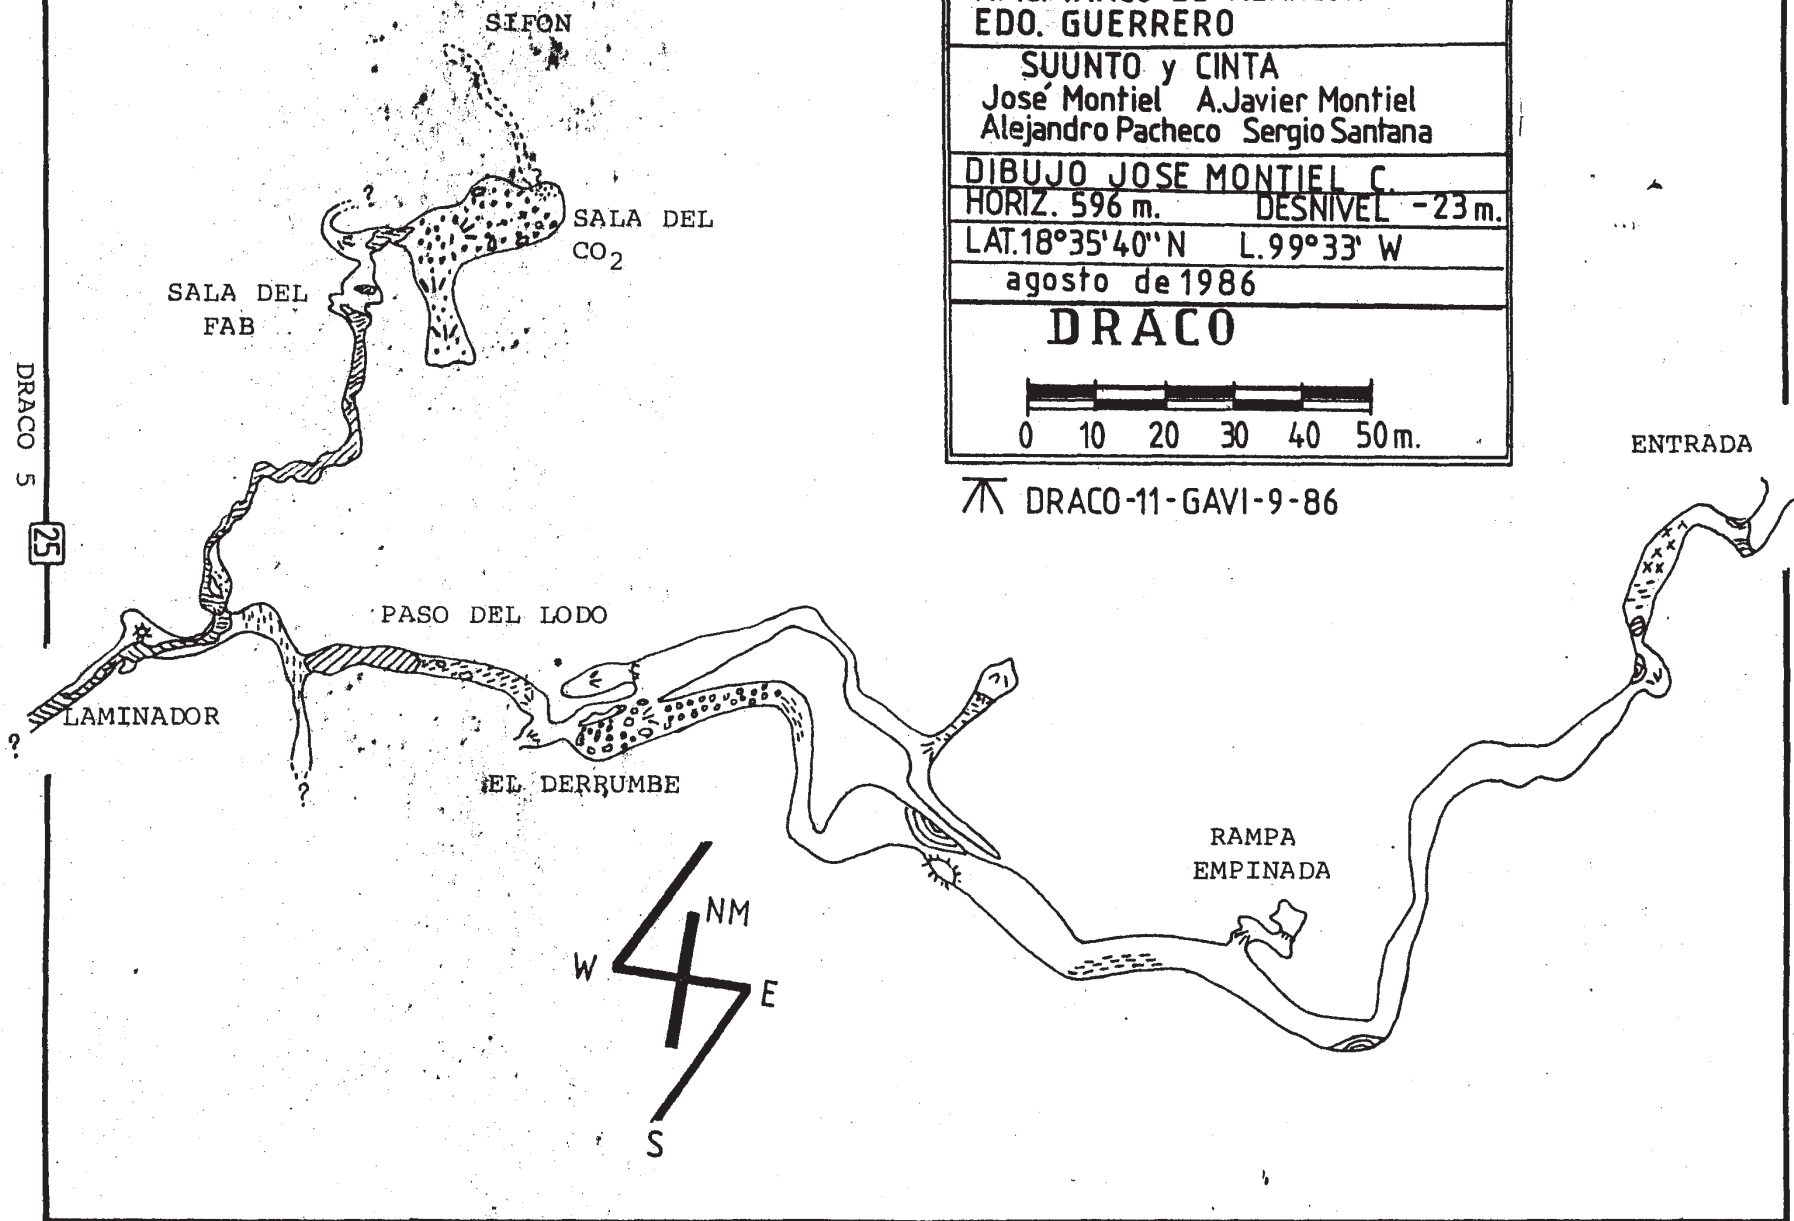 SIFON
EDO. GUERRERO
SUUNTO y CINTA
José Montiel A.Javier Montiel
Alejandro Pacheco Sergio Santana
DIBUJO JOSE MONTIEL C.
HORIZ. 596 m. DESNIVEL -23 m.
LAT.18°35'40"N L.99°33' W
agosto de 1986
DRACO
0 10 20 30 40 50 m.
DRACO-11-GAVI-9-86
?
SALA DEL
CO2
SALA DEL
FAB
DRACO 5
25
ENTRADA
PASO DEL LODO
LAMINADOR
?
?
EL DERRUMBE
RAMPA
EMPINADA
NM
W
E
S